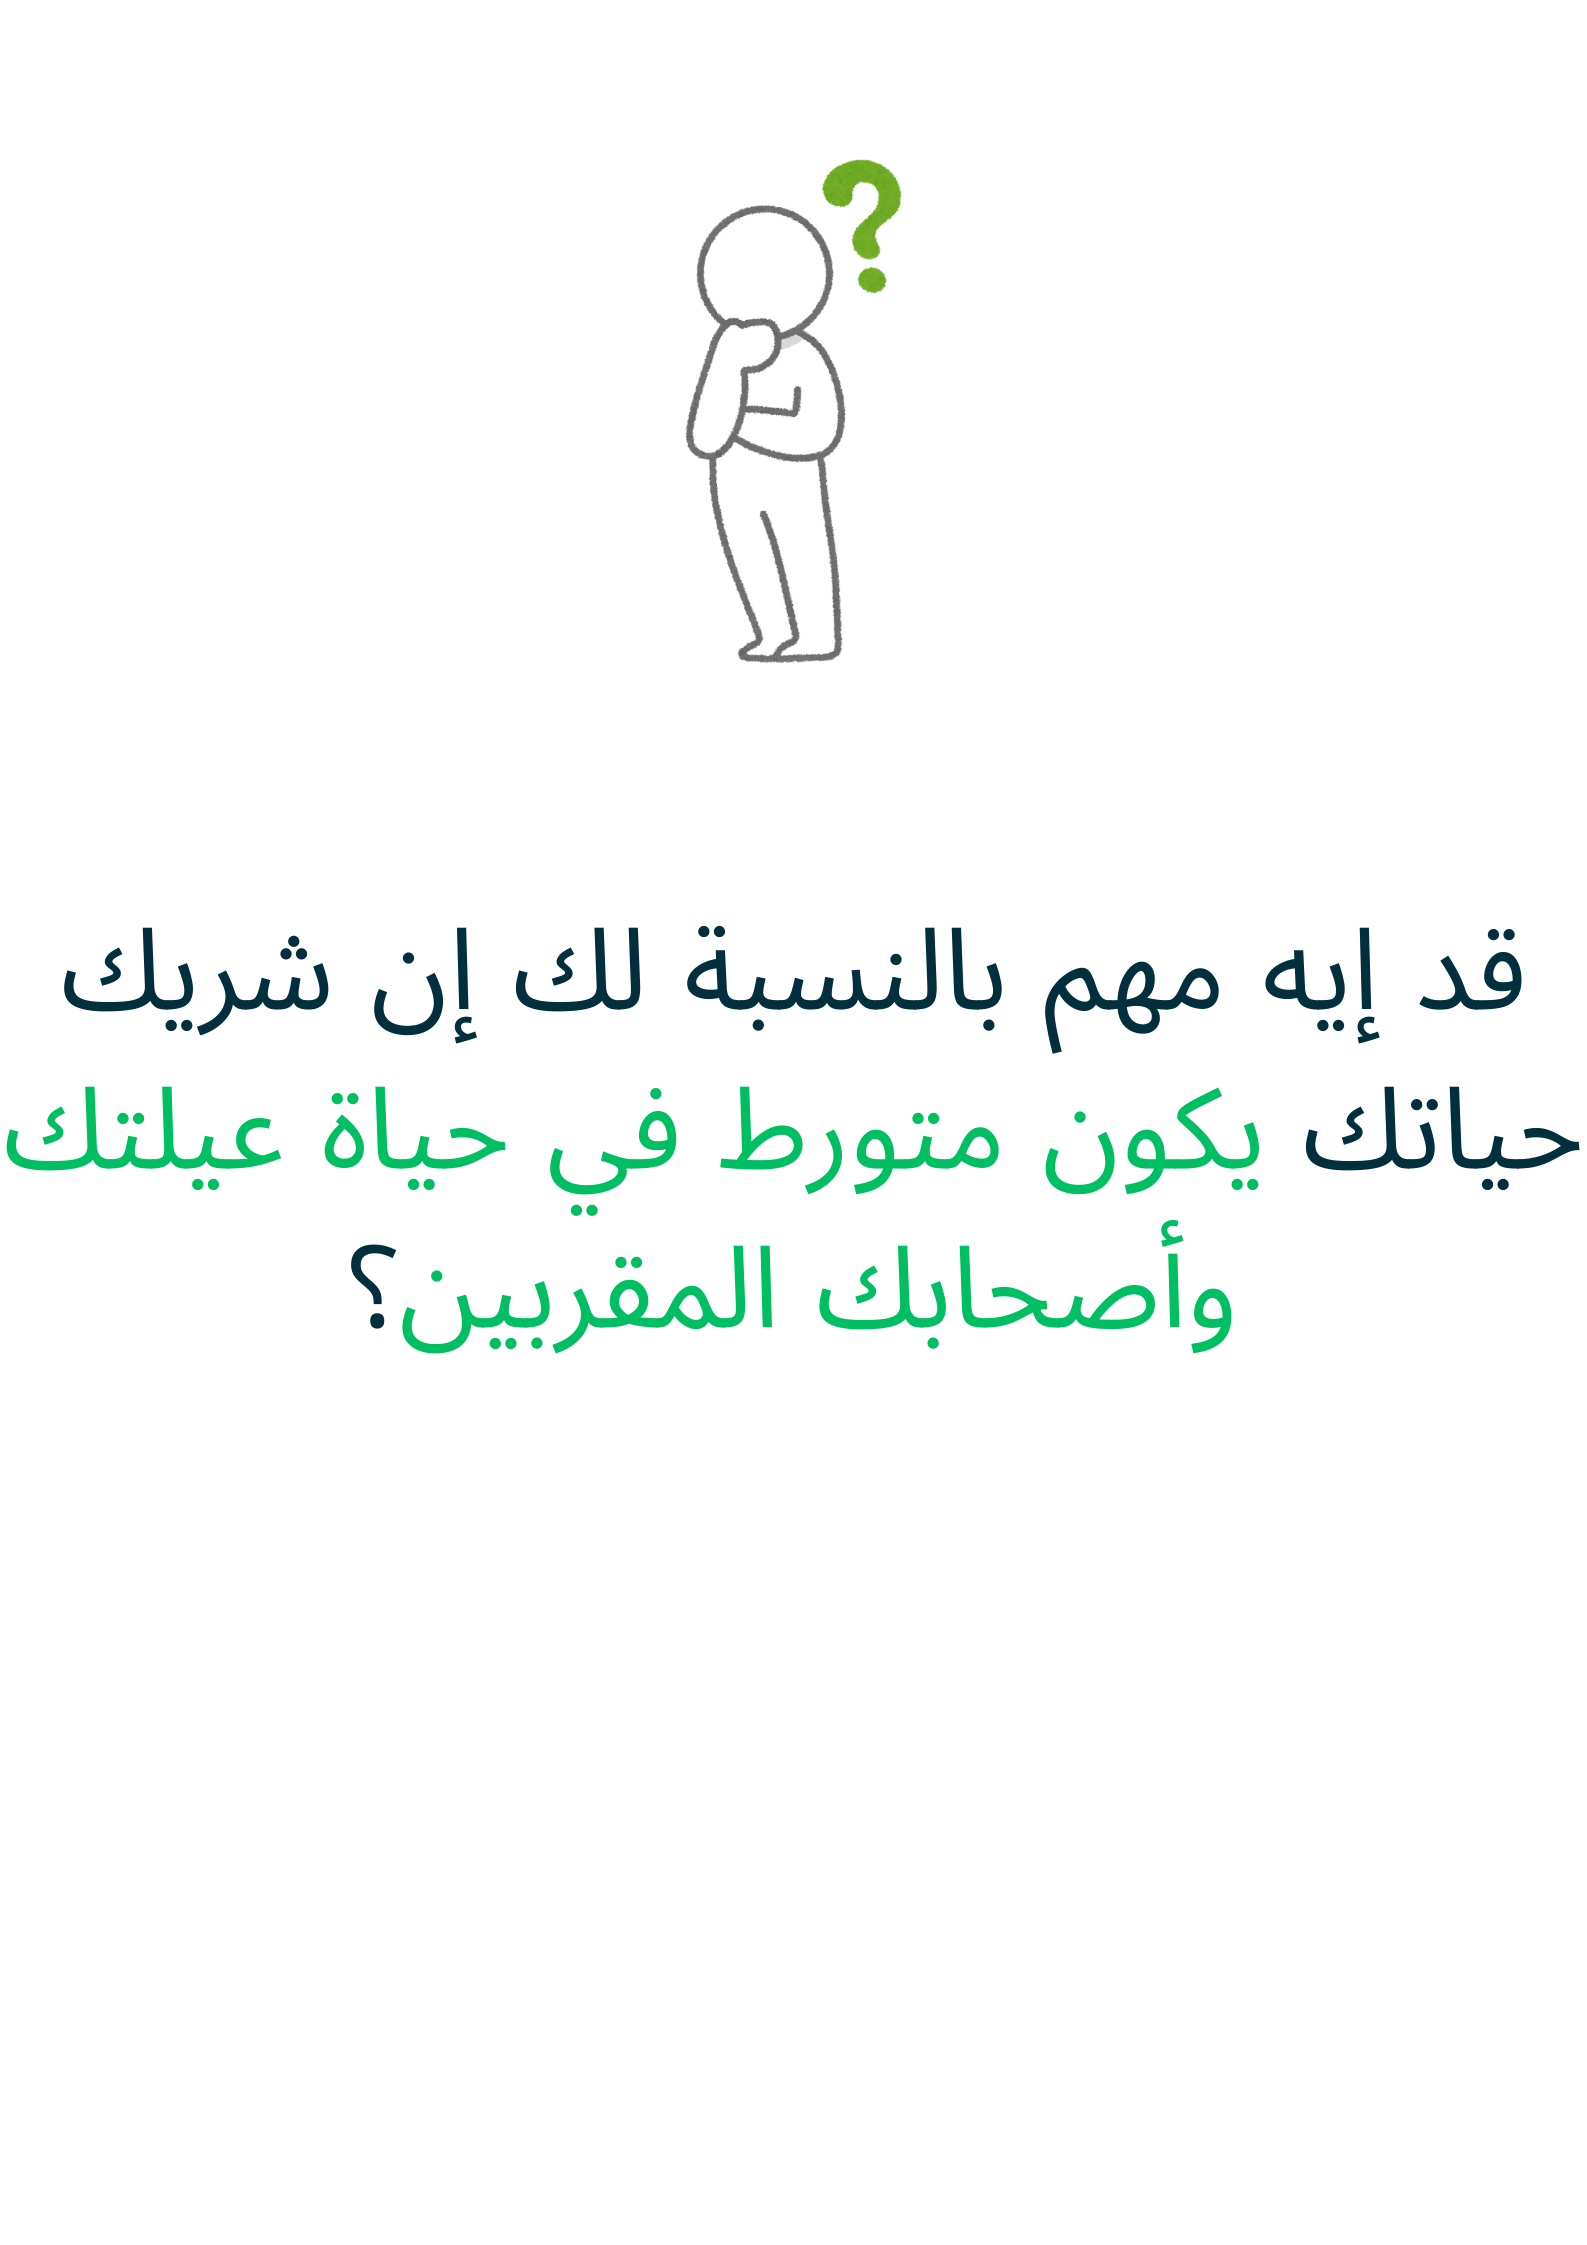 قد إيه مهم بالنسبة لك إن شريك
حياتك يكون متورط في حياة عيلتك
وأصحابك المقربين؟
?